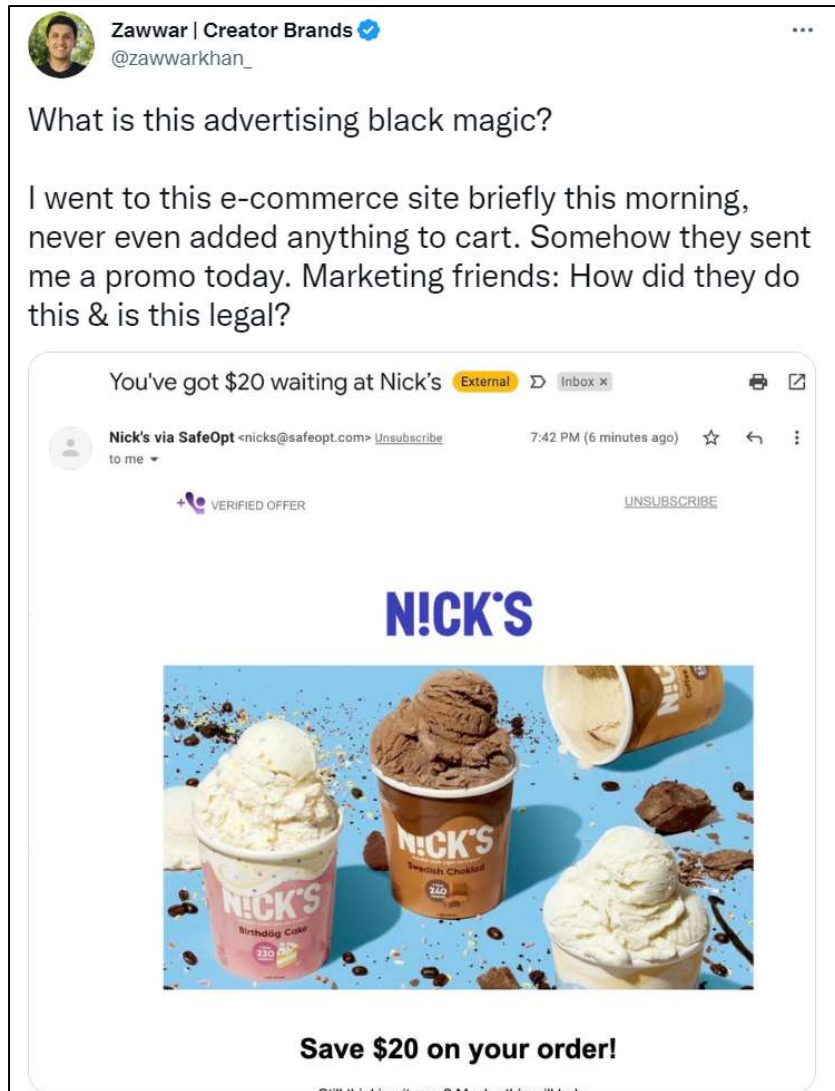 Zawwar | Creator Brands
@zawwarkhan_
What is this advertising black magic?
I went to this e-commerce site briefly this morning,
never even added anything to cart. Somehow they sent
me a promo today. Marketing friends: How did they do
this & is this legal?
You've got $20 waiting at Nick's External Inbox x
Nick's via SafeOpt <nicks@safeopt.com> Unsubscribe 7:42 PM (6 minutes ago)
to me
VERIFIED OFFER UNSUBSCRIBE
N!CK'S
N!CK'S
Swedish Choklad
240
N!CK'S
Birthdäg Cake
230
Save $20 on your order!